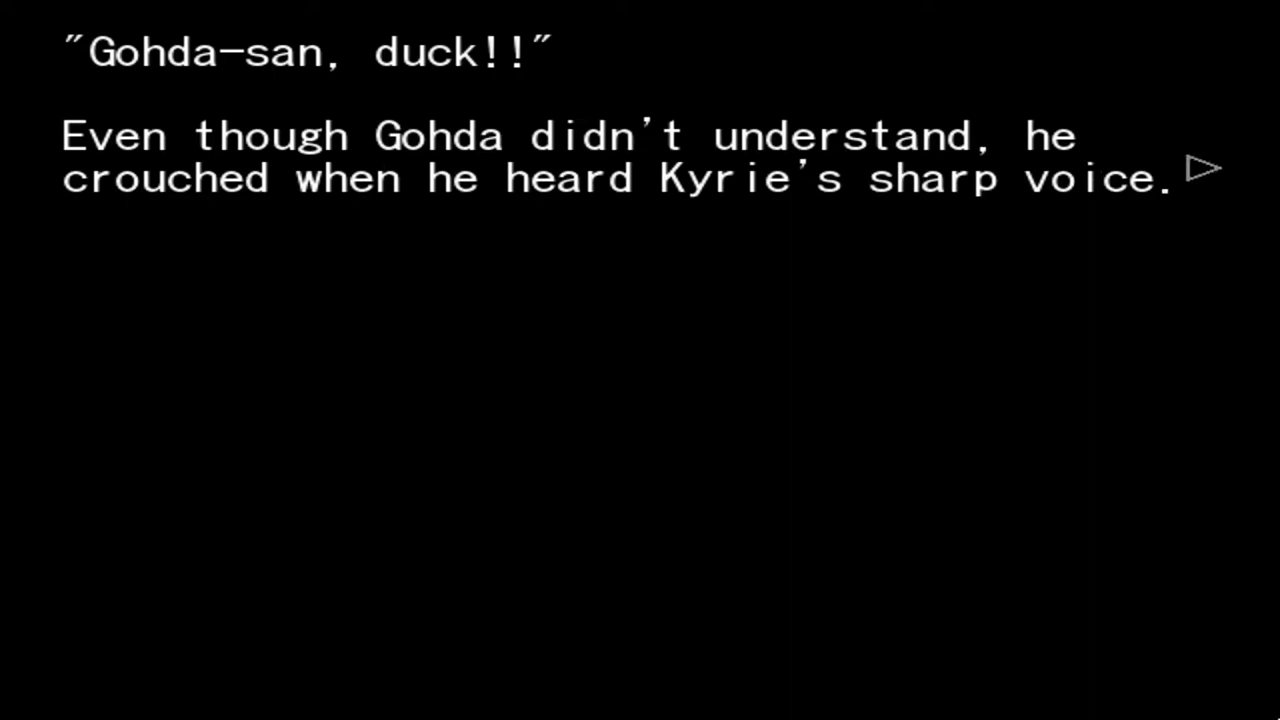 "Gohda-san, duck!!"
Even though Gohda didn't understand, he
crouched when he heard Kyrie's sharp voice.